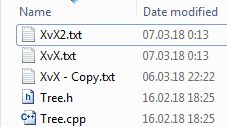 Name Date modified
XvX2.txt 07.03.18 0:13
XvX.txt 07.03.18 0:13
XvX - Copy.txt 06.03.18 22:22
Tree.h 16.02.18 18:25
Tree.cpp 16.02.18 18:25